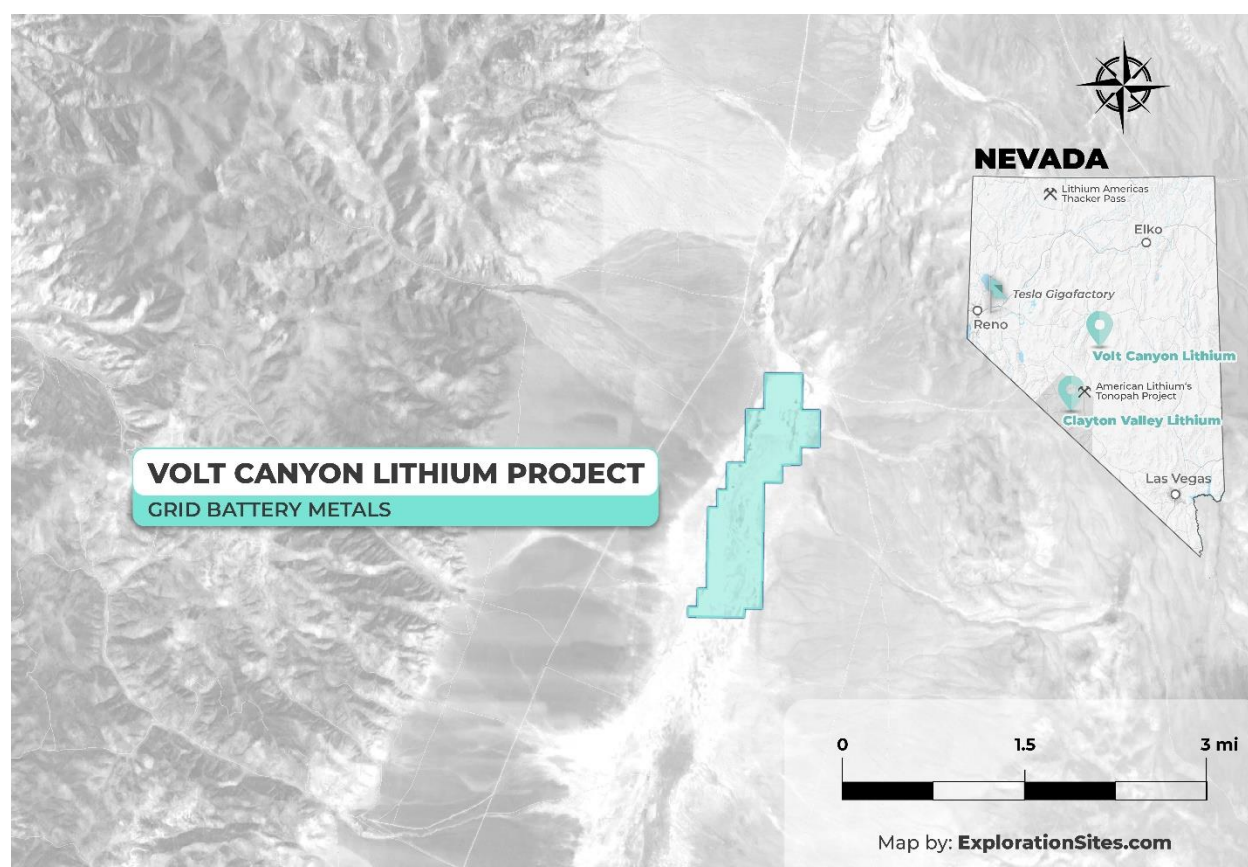 NEVADA
Lithium Americas
Thacker Pass
Elko
Tesla Gigafactory
Reno
Volt Canyon Lithium
American Lithium's
Tonopah Project
Clayton Valley Lithium
Las Vegas
VOLT CANYON LITHIUM PROJECT
GRID BATTERY METALS
0 1.5 3 mi
Map by: ExplorationSites.com